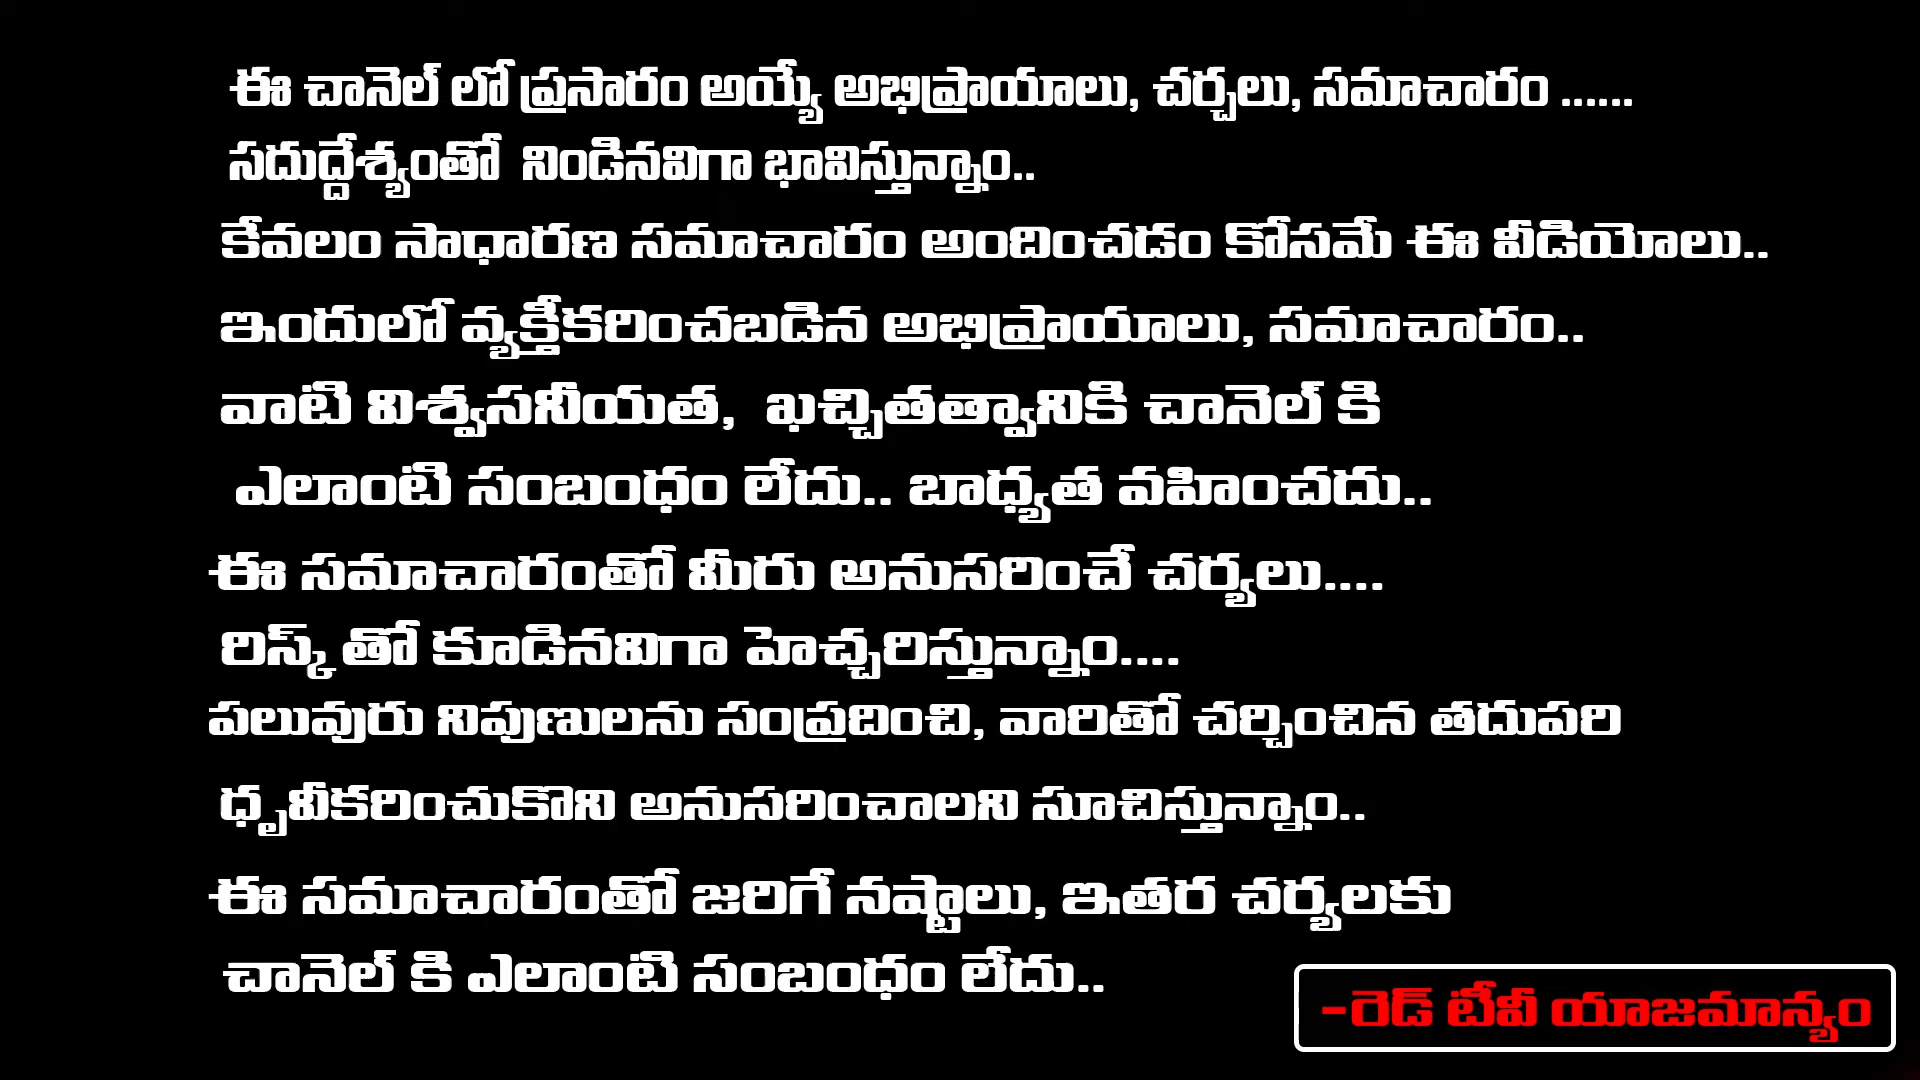 ఈ చానెల్ లో ప్రసారం అయ్యే అభిప్రాయాలు, చర్చలు, సమాచారం ......
సదుద్దేశ్యంతో నిండినవిగా భావిస్తున్నాం..
కేవలం సాధారణ సమాచారం అందించడం కోసమే ఈ వీడియోలు..
ఇందులో వ్యక్తీకరించబడిన అభిప్రాయాలు, సమాచారం..
వాటి విశ్వసనీయత, ఖచ్చితత్వానికి చానెల్ కి
ఎలాంటి సంబంధం లేదు.. బాధ్యత వహించదు..
ఈ సమాచారంతో మీరు అనుసరించే చర్యలు....
రిస్క్ తో కూడినవిగా హెచ్చరిస్తున్నాం....
పలువురు నిపుణులను సంప్రదించి, వారితో చర్చించిన తదుపరి
ధృవీకరించుకొని అనుసరించాలని సూచిస్తున్నాం..
ఈ సమాచారంతో జరిగే నష్టాలు, ఇతర చర్యలకు
చానెల్ కి ఎలాంటి సంబంధం లేదు..
-రెడ్ టీవీ యాజమాన్యం